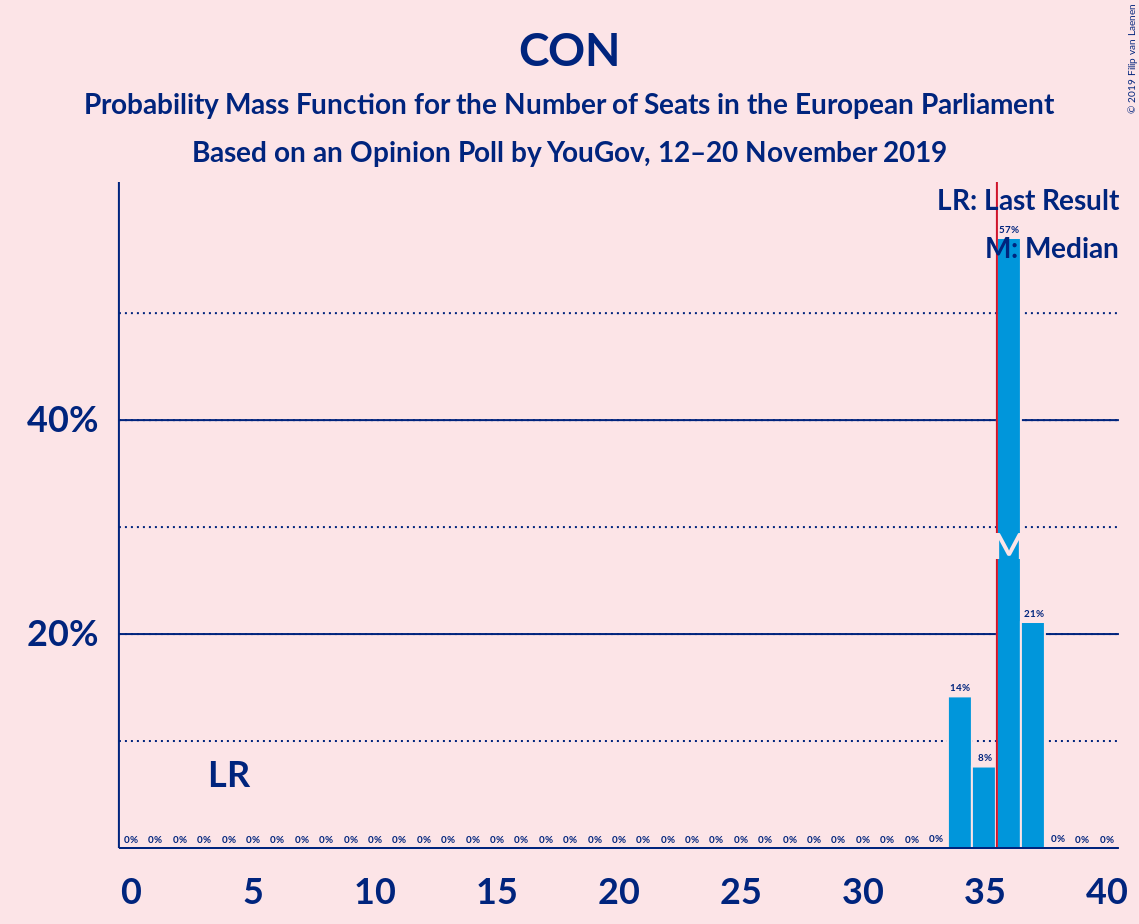 CON
Probability Mass Function for the Number of Seats in the European Parliament
Based on an Opinion Poll by YouGov, 12–20 November 2019
© 2019 Filip van Laenen
LR: Last Result
57%
M: Median
40%
M
21%
20%
14%
8%
LR
0% 0% 0% 0% 0% 0% 0% 0% 0% 0% 0% 0% 0% 0% 0% 0% 0% 0% 0% 0% 0% 0% 0% 0% 0% 0% 0% 0% 0% 0% 0% 0% 0% 0% 0% 0% 0%
0 5 10 15 20 25 30 35 40